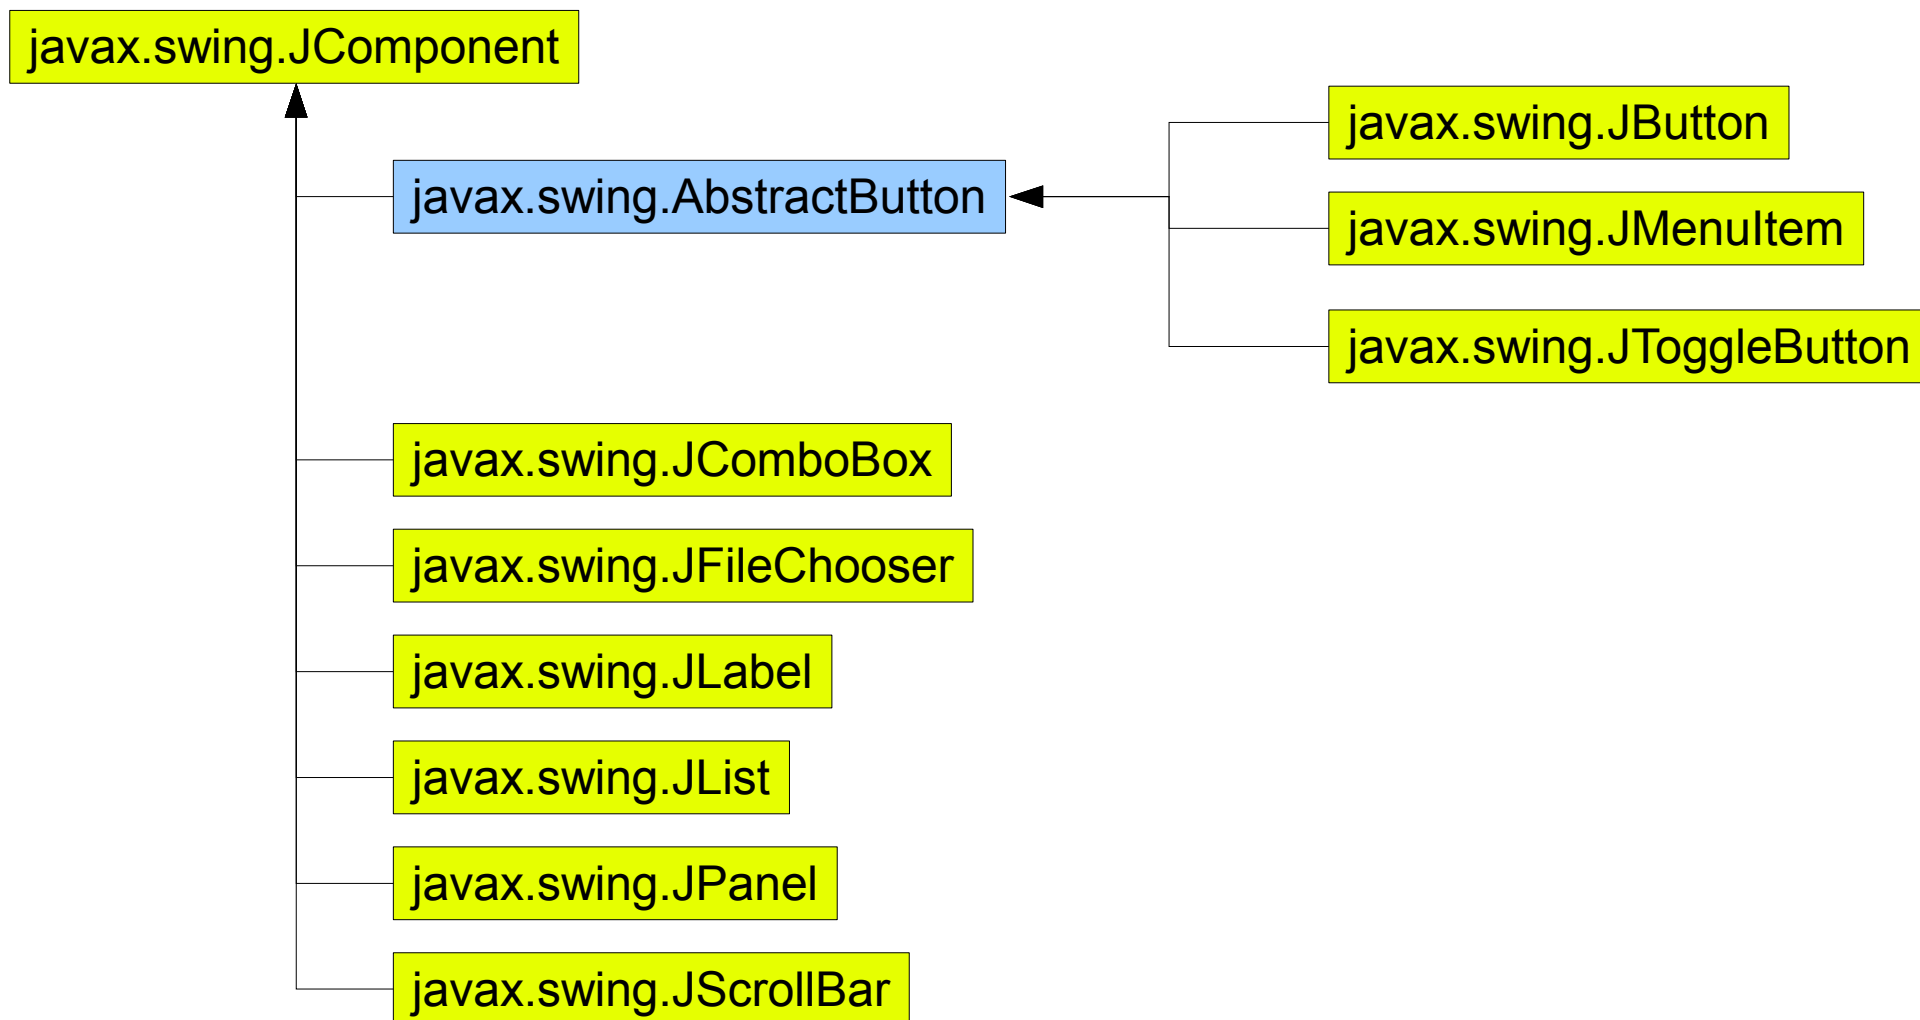 javax.swing.JComponent
javax.swing.AbstractButton
javax.swing.JButton
javax.swing.JMenuItem
javax.swing.JToggleButton
javax.swing.JComboBox
javax.swing.JFileChooser
javax.swing.JLabel
javax.swing.JList
javax.swing.JPanel
javax.swing.JScrollBar